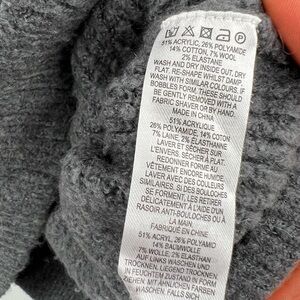 51% ACRYLIC, 26% POLYAMIDE
14% COTTON, 7% WOOL
2% ELASTANE
WASH AND DRY INSIDE OUT. DRY
FLAT. RE-SHAPE WHILST DAMP.
WASH WITH SIMILAR COLOURS. IF
BOBBLES FORM, THESE SHOULD
BE GENTLY REMOVED WITH A
FABRIC SHAVER OR BY HAND.
MADE IN CHINA
51% ACRYLIQUE
26% POLYAMIDE, 14% COTON
7% LAINE, 2% ELASTHANNE
LAVER ET SÉCHER SUR
L'ENVERS. SÉCHER À PLAT.
REDONNER FORME AU
VÊTEMENT ENCORE HUMIDE.
LAVER AVEC DES COULEURS
SIMILAIRES. SI DES BOULOCHES
SE FORMENT, LES RETIRER
DÉLICATEMENT À L'AIDE D'UN
RASOIR ANTI-BOULOCHES OU À
LA MAIN.
FABRIQUÉ EN CHINE
51% ACRYL, 26% POLYAMID
14% BAUMWOLLE
7% WOLLE, 2% ELASTAN
AUF LINKS WASCHEN UND
TROCKNEN. LIEGEND TROCKNEN
IN FEUCHTEM ZUSTAND IN FORM
ZIEHEN. MIT ÄHNLICHEN FARBEN
WASCHEN. FALLS SICH